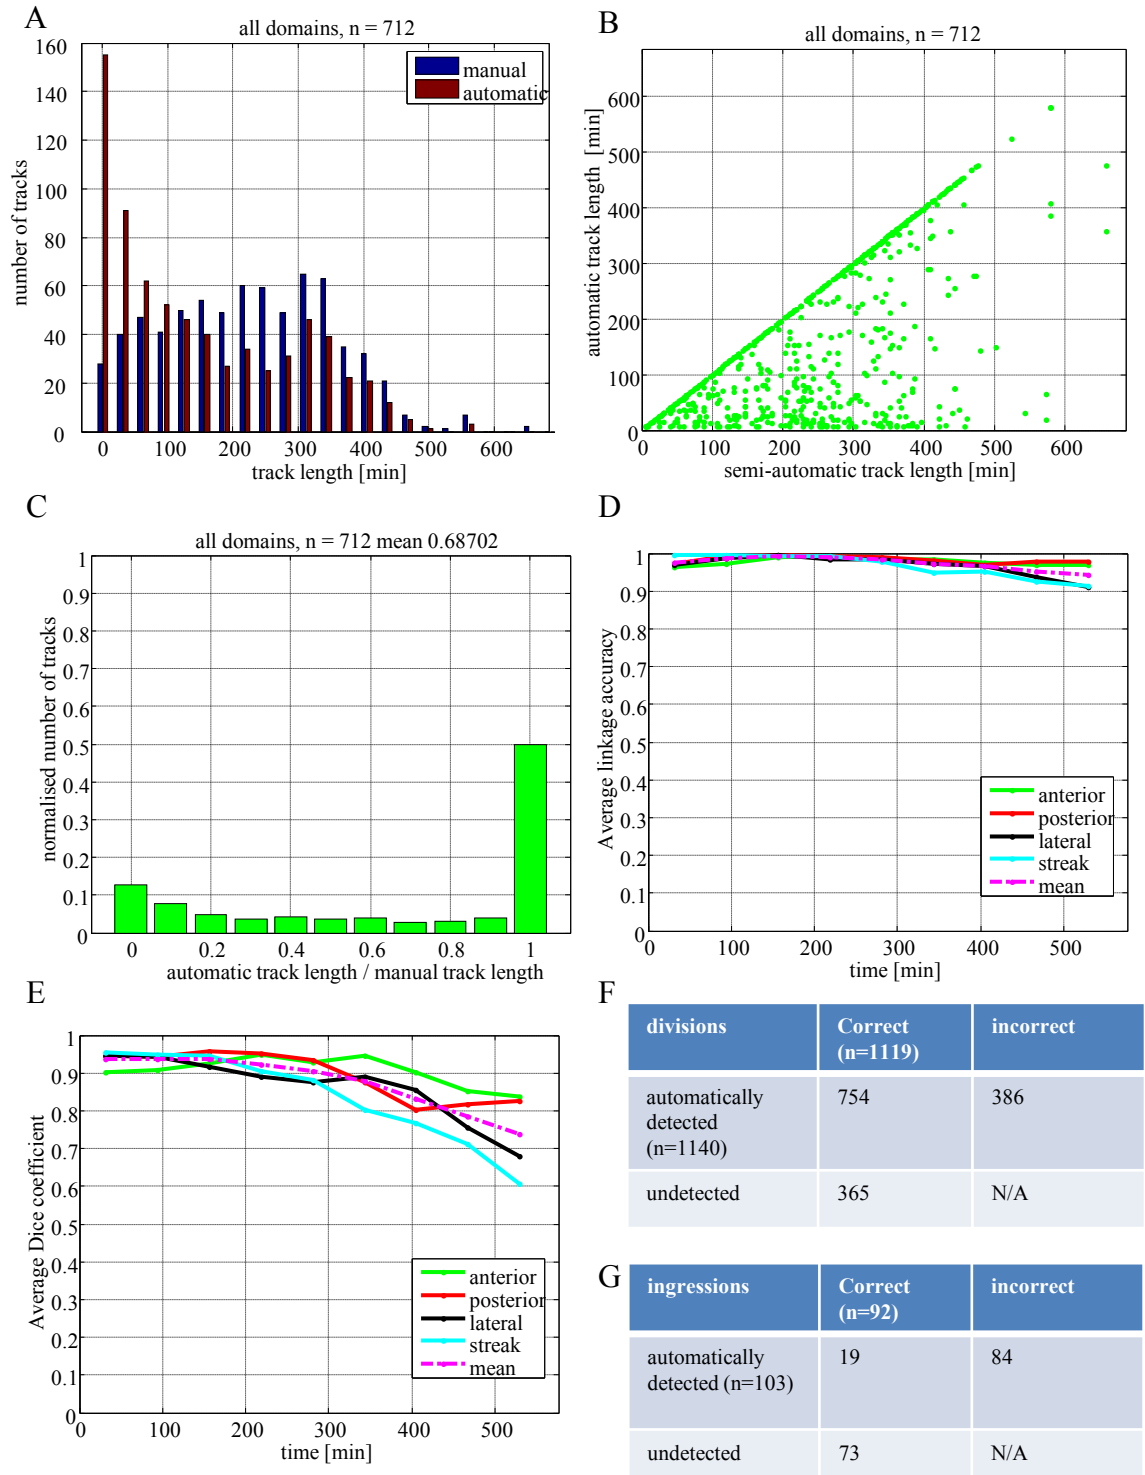 A
all domains, n = 712
160
140
120
100
80
60
40
20
0
number of tracks
manual
automatic
0 100 200 300 400 500 600
track length [min]
B
all domains, n = 712
600
500
400
300
200
100
0
automatic track length [min]
0 100 200 300 400 500 600
semi-automatic track length [min]
C
all domains, n = 712 mean 0.68702
1
0.9
0.8
0.7
0.6
0.5
0.4
0.3
0.2
0.1
0
normalised number of tracks
0 0.2 0.4 0.6 0.8 1
automatic track length / manual track length
D
1
0.9
0.8
0.7
0.6
0.5
0.4
0.3
0.2
0.1
0
Average linkage accuracy
anterior
posterior
lateral
streak
mean
0 100 200 300 400 500
time [min]
E
1
0.9
0.8
0.7
0.6
0.5
0.4
0.3
0.2
0.1
0
Average Dice coefficient
anterior
posterior
lateral
streak
mean
0 100 200 300 400 500
time [min]
F
divisions Correct incorrect
(n=1119)
automatically 754 386
detected
(n=1140)
undetected 365 N/A
G
ingressions Correct incorrect
(n=92)
automatically 19 84
detected (n=103)
undetected 73 N/A